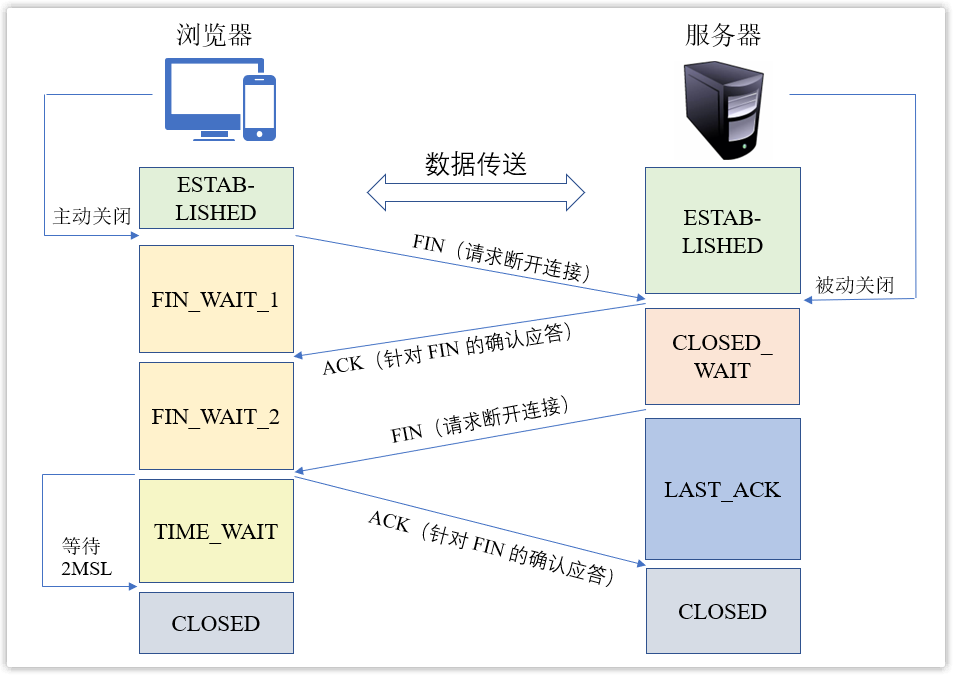 浏览器
服务器
数据传送
ESTAB-
LISHED
ESTAB-
LISHED
主动关闭
FIN（请求断开连接）
被动关闭
FIN_WAIT_1
ACK（针对 FIN 的确认应答）
CLOSED_
WAIT
FIN_WAIT_2
FIN（请求断开连接）
LAST_ACK
TIME_WAIT
ACK（针对 FIN 的确认应答）
等待
2MSL
CLOSED
CLOSED